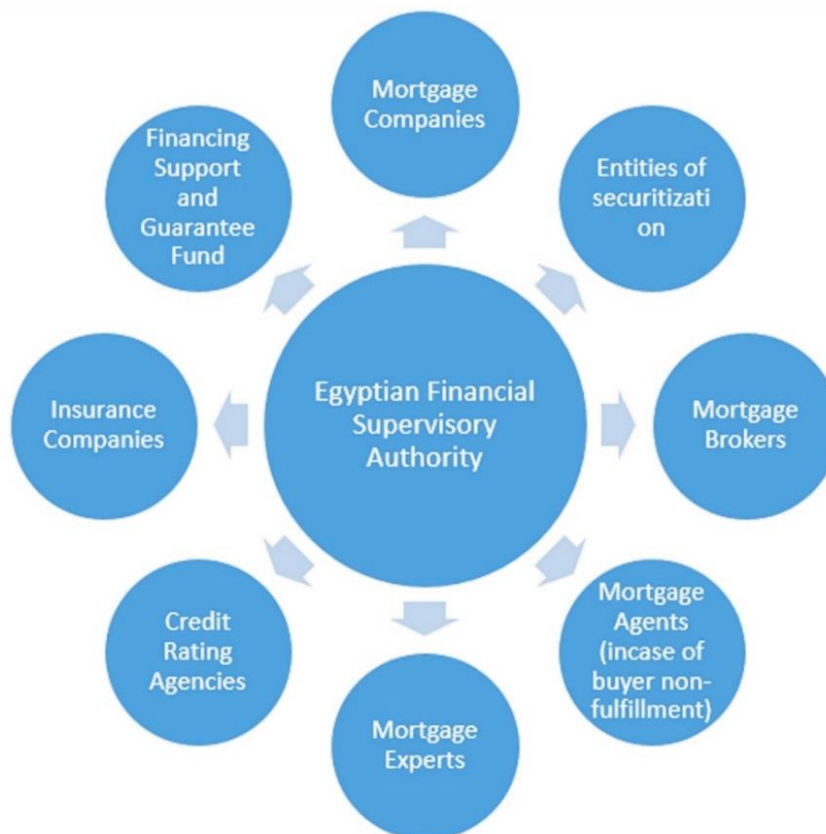 Mortgage
Companies
Financing
Support
and
Guarantee
Fund
Entities of
securitizati
on
Insurance
Companies
Egyptian Financial
Supervisory
Authority
Mortgage
Brokers
Credit
Rating
Agencies
Mortgage
Agents
(incase of
buyer non-
fulfillment)
Mortgage
Experts